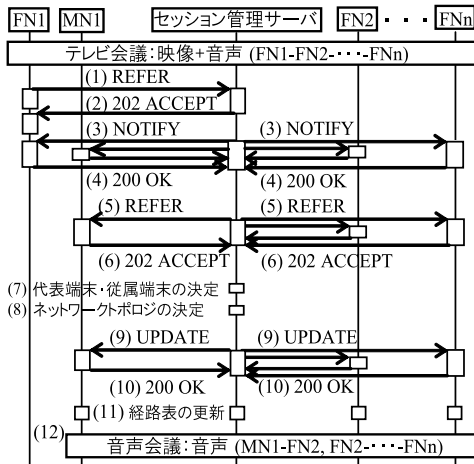 FN1 MN1 セッション管理サーバ FN2 ・・・ FNn
テレビ会議:映像+音声 (FN1-FN2-・・・-FNn)
(1) REFER
(2) 202 ACCEPT
(3) NOTIFY (3) NOTIFY
(4) 200 OK (4) 200 OK
(5) REFER (5) REFER
(6) 202 ACCEPT (6) 202 ACCEPT
(7) 代表端末・従属端末の決定
(8) ネットワークトポロジの決定
(9) UPDATE (9) UPDATE
(10) 200 OK (10) 200 OK
(11) 経路表の更新
(12)
音声会議:音声 (MN1-FN2, FN2-・・・-FNn)